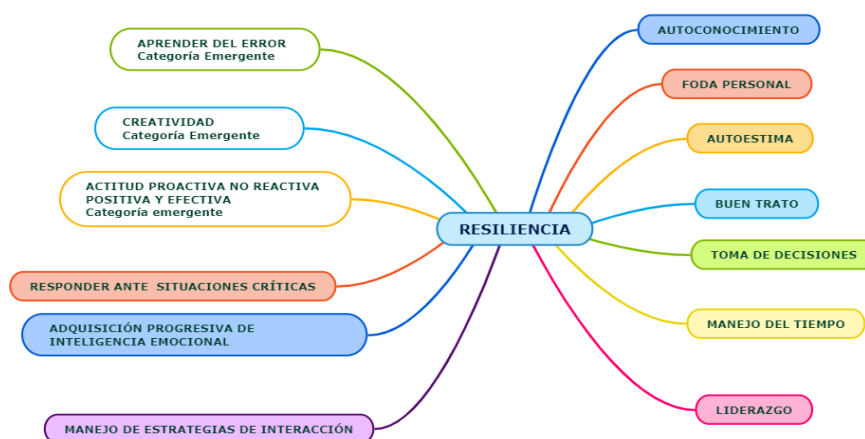 APRENDER DEL ERROR
Categoría Emergente
CREATIVIDAD
Categoría Emergente
ACTITUD PROACTIVA NO REACTIVA
POSITIVA Y EFECTIVA
Categoría emergente
RESPONDER ANTE SITUACIONES CRÍTICAS
ADQUISICIÓN PROGRESIVA DE
INTELIGENCIA EMOCIONAL
MANEJO DE ESTRATEGIAS DE INTERACCIÓN
RESILIENCIA
AUTOCONOCIMIENTO
FODA PERSONAL
AUTOESTIMA
BUEN TRATO
TOMA DE DECISIONES
MANEJO DEL TIEMPO
LIDERAZGO